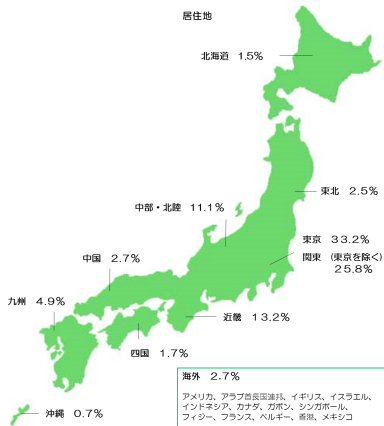 居住地
北海道 1.5%
東北 2.5%
中部・北陸 11.1%
東京 33.2%
関東 (東京を除く)
25.8%
中国 2.7%
九州 4.9%
近畿 13.2%
四国 1.7%
沖縄 0.7%
海外 2.7%
アメリカ、アラブ首長国連邦、イギリス、イスラエル、
インドネシア、カナダ、ガボン、シンガポール、
フィジー、フランス、ベルギー、香港、メキシコ